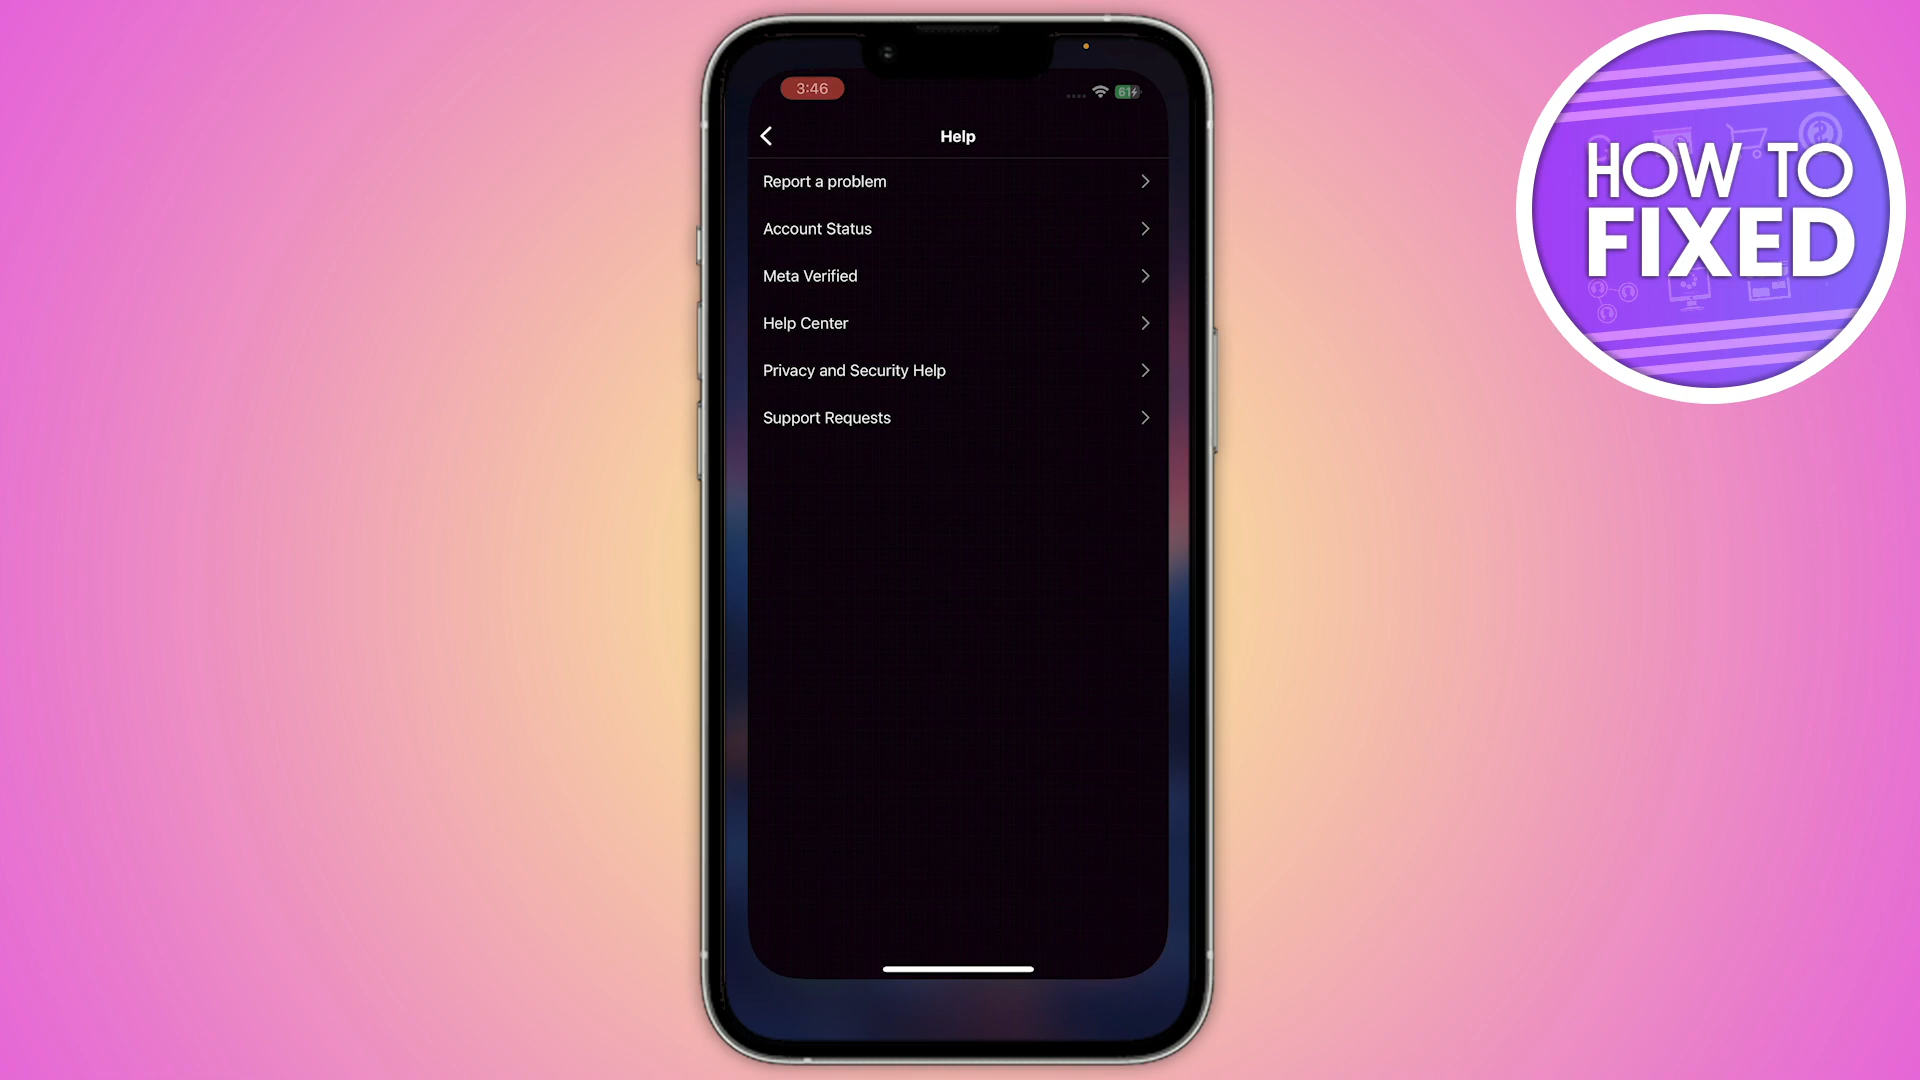 3:46
61
Help
Report a problem
Account Status
Meta Verified
Help Center
Privacy and Security Help
Support Requests
HOW TO
FIXED